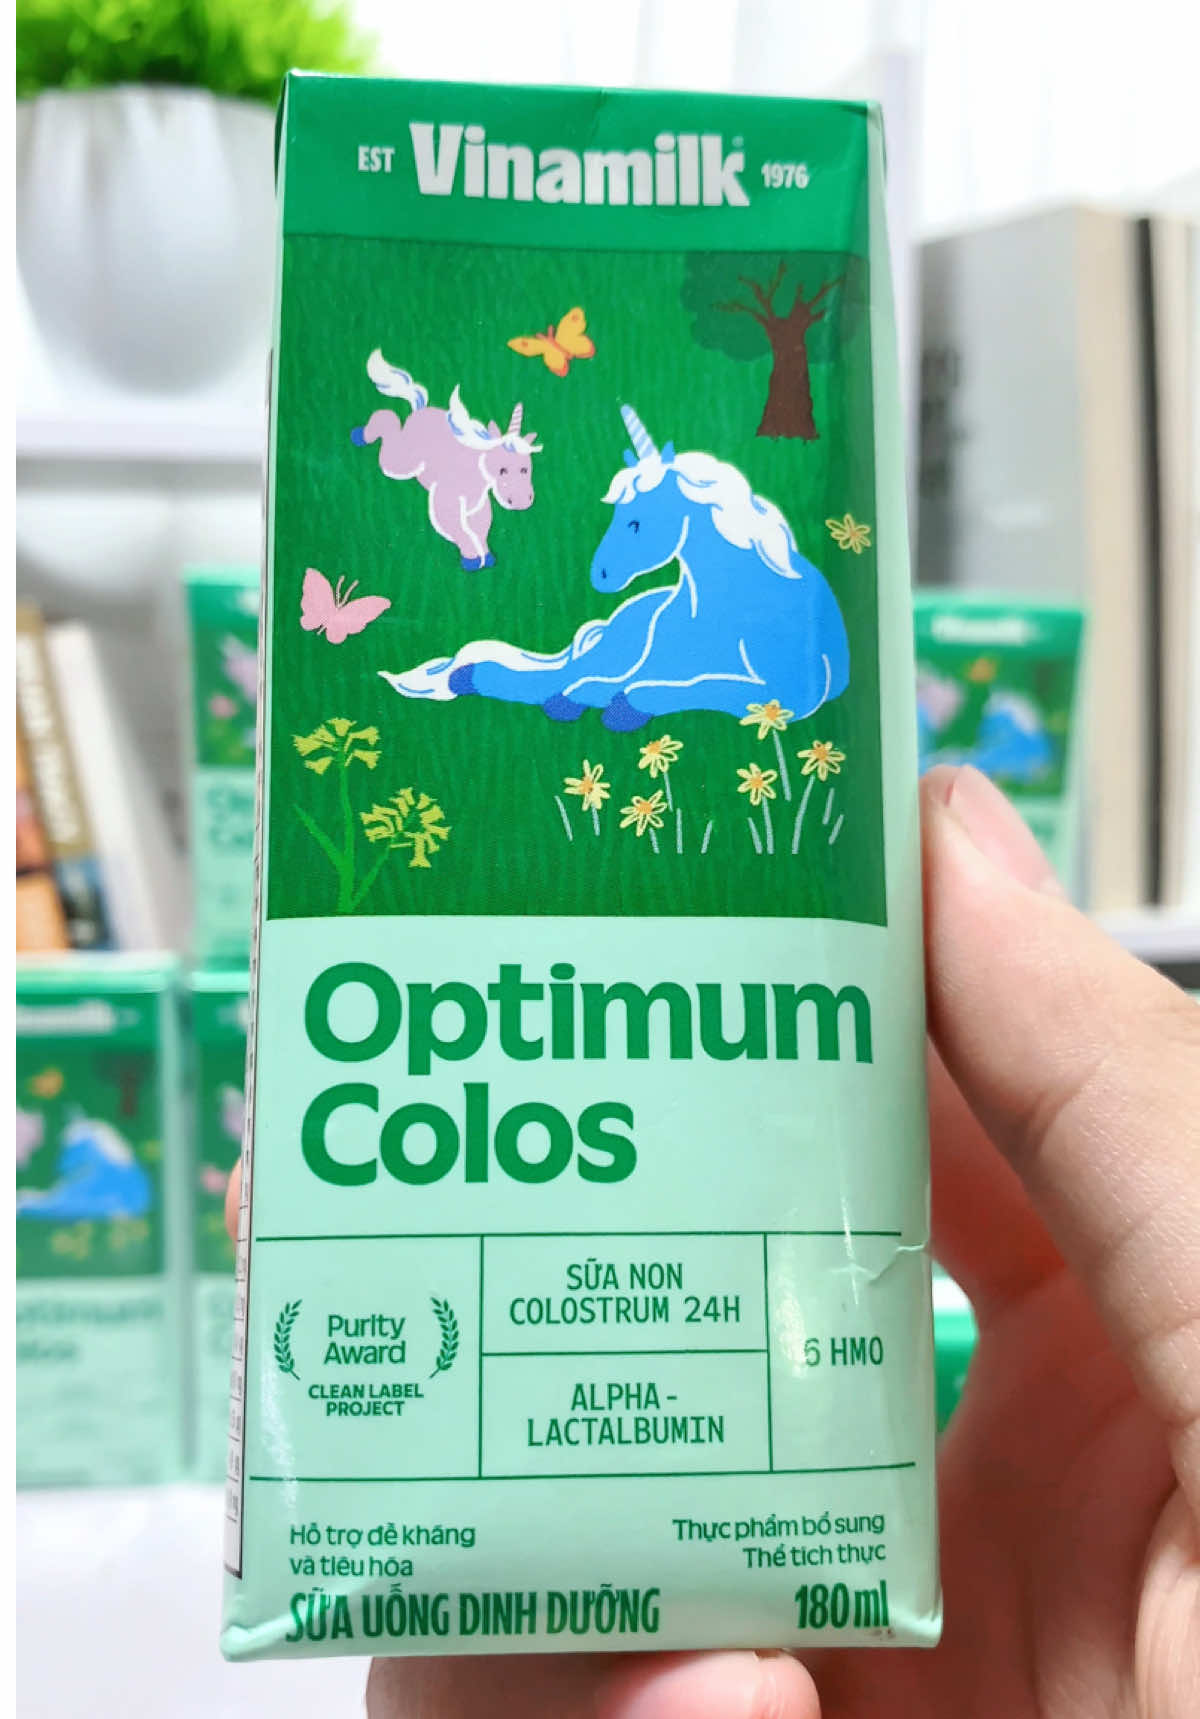 EST Vinamilk 1976
Optimum
Colos
Purity
Award
CLEAN LABEL
PROJECT
SỮA NON
COLOSTRUM 24H
ALPHA-
LACTALBUMIN
6 HMO
Hỗ trợ đề kháng
và tiêu hóa
SỮA UỐNG DINH DƯỠNG
Thực phẩm bổ sung
Thể tích thực
180ml
Vinamilk